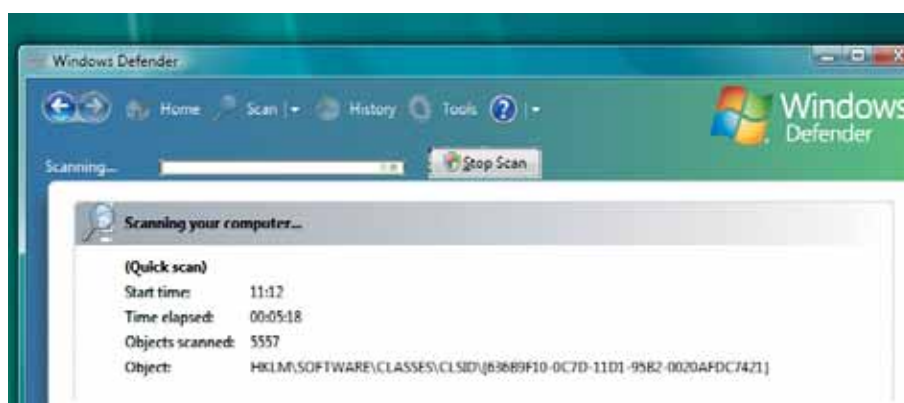 Windows Defender
Home Scan History Tools ?
Windows
Defender
Scanning...
Stop Scan
Scanning your computer...
(Quick scan)
Start time: 11:12
Time elapsed: 00:05:18
Objects scanned: 5557
Object: HKLM\SOFTWARE\CLASSES\CLSID\{636B9F10-0C7D-11D1-95B2-0020AFDC7421}